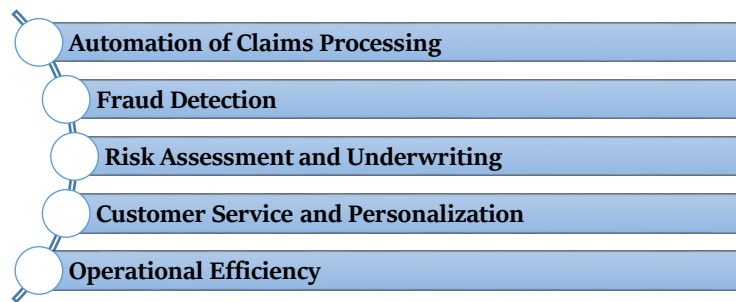 Automation of Claims Processing
Fraud Detection
Risk Assessment and Underwriting
Customer Service and Personalization
Operational Efficiency